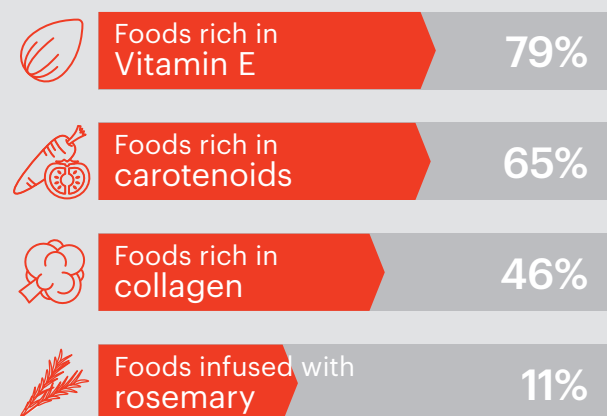 Foods rich in
Vitamin E
79%
Foods rich in
carotenoids
65%
Foods rich in
collagen
46%
Foods infused with
rosemary
11%